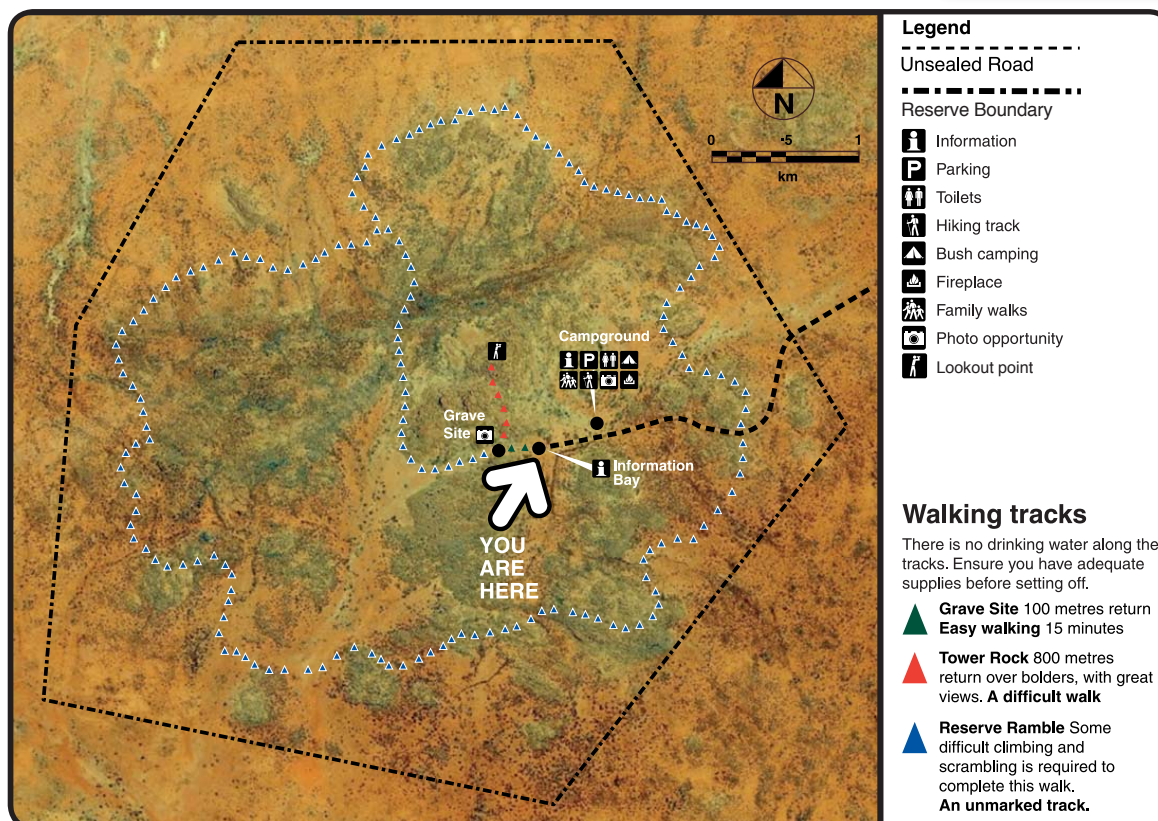 N
0 -5 1
km
Campground
P
Grave
Site
Information
Bay
YOU
ARE
HERE
Legend
Unsealed Road
Reserve Boundary
Information
P Parking
Toilets
Hiking track
Bush camping
Fireplace
Family walks
Photo opportunity
Lookout point
Walking tracks
There is no drinking water along the
tracks. Ensure you have adequate
supplies before setting off.
Grave Site 100 metres return
Easy walking 15 minutes
Tower Rock 800 metres
return over bolders, with great
views. A difficult walk
Reserve Ramble Some
difficult climbing and
scrambling is required to
complete this walk.
An unmarked track.